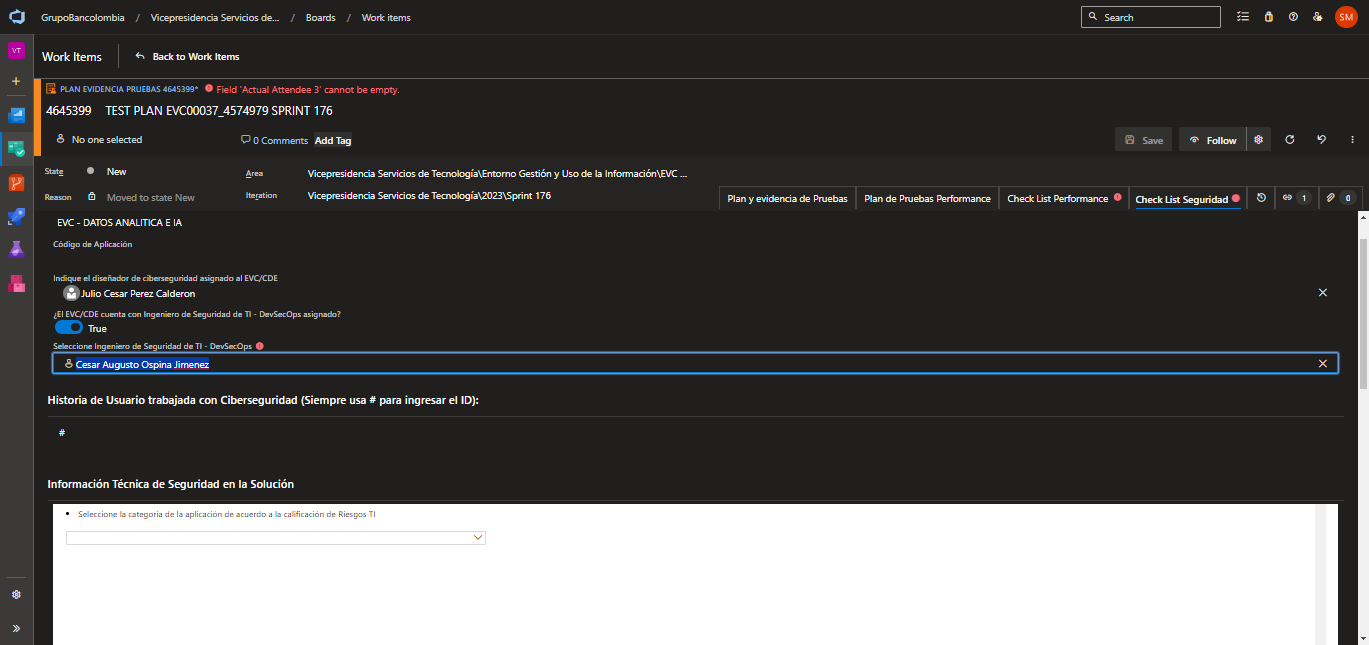 GrupoBancolombia / Vicepresidencia Servicios de... / Boards / Work items
Search
SM
VT
Work Items
Back to Work Items
PLAN EVIDENCIA PRUEBAS 4645399*
Field 'Actual Attendee 3' cannot be empty.
4645399 TEST PLAN EVC00037_4574979 SPRINT 176
No one selected
0 Comments
Add Tag
Save
Follow
State
New
Area
Vicepresidencia Servicios de Tecnología\Entorno Gestión y Uso de la Información\EVC ...
Reason
Moved to state New
Iteration
Vicepresidencia Servicios de Tecnología\2023\Sprint 176
Plan y evidencia de Pruebas
Plan de Pruebas Performance
Check List Performance
Check List Seguridad
1
0
EVC - DATOS ANALITICA E IA
Código de Aplicación
Indique el diseñador de ciberseguridad asignado al EVC/CDE
Julio Cesar Perez Calderon
¿El EVC/CDE cuenta con Ingeniero de Seguridad de TI - DevSecOps asignado?
True
Seleccione Ingeniero de Seguridad de TI - DevSecOps
Cesar Augusto Ospina Jimenez
Historia de Usuario trabajada con Ciberseguridad (Siempre usa # para ingresar el ID):
#
Información Técnica de Seguridad en la Solución
• Seleccione la categoría de la aplicación de acuerdo a la calificación de Riesgos TI